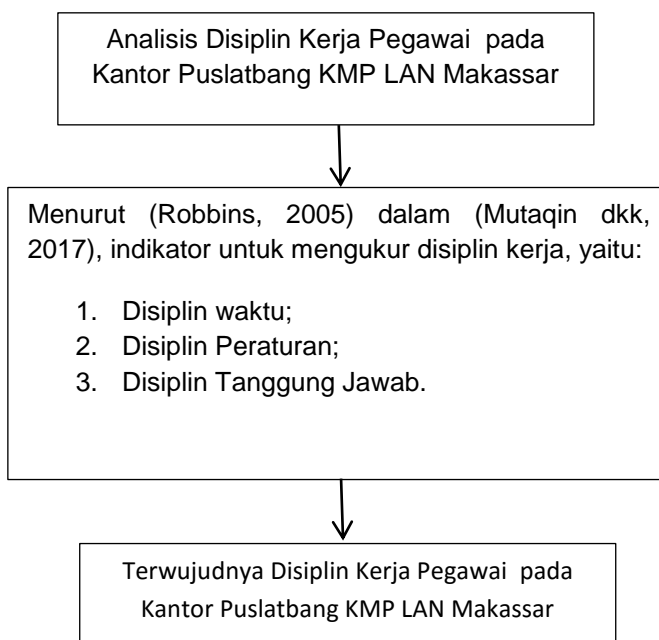 Analisis Disiplin Kerja Pegawai  pada
Kantor Puslatbang KMP LAN Makassar
Menurut (Robbins, 2005) dalam (Mutaqin dkk,
2017), indikator untuk mengukur disiplin kerja, yaitu:
1. Disiplin waktu;
2. Disiplin Peraturan;
3. Disiplin Tanggung Jawab.
Terwujudnya Disiplin Kerja Pegawai  pada
Kantor Puslatbang KMP LAN Makassar